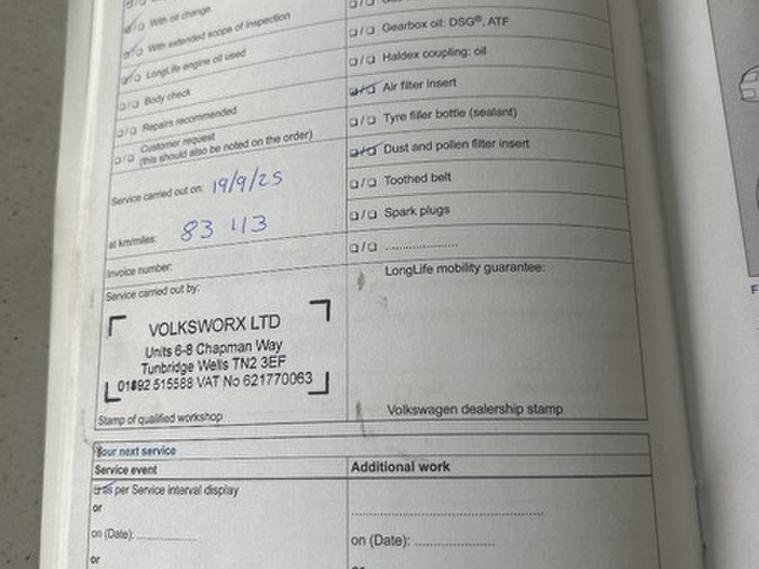 With oil change
With extended scope of inspection
LongLife engine oil used
Body check
Repairs recommended
Customer request
(this should also be noted on the order)
Service carried out on: 19/9/25
at km/miles: 83 113
Invoice number:
Service carried out by:
VOLKSWORX LTD
Units 6-8 Chapman Way
Tunbridge Wells TN2 3EF
01892 515588 VAT No 621770063
Stamp of qualified workshop
Gearbox oil: DSG®, ATF
Haldex coupling: oil
Air filter insert
Tyre filler bottle (sealant)
Dust and pollen filter insert
Toothed belt
Spark plugs
....................
LongLife mobility guarantee:
Volkswagen dealership stamp
Your next service
Service event
as per Service interval display
or
on (Date): ................
or
Additional work
..................................................
on (Date): .....................